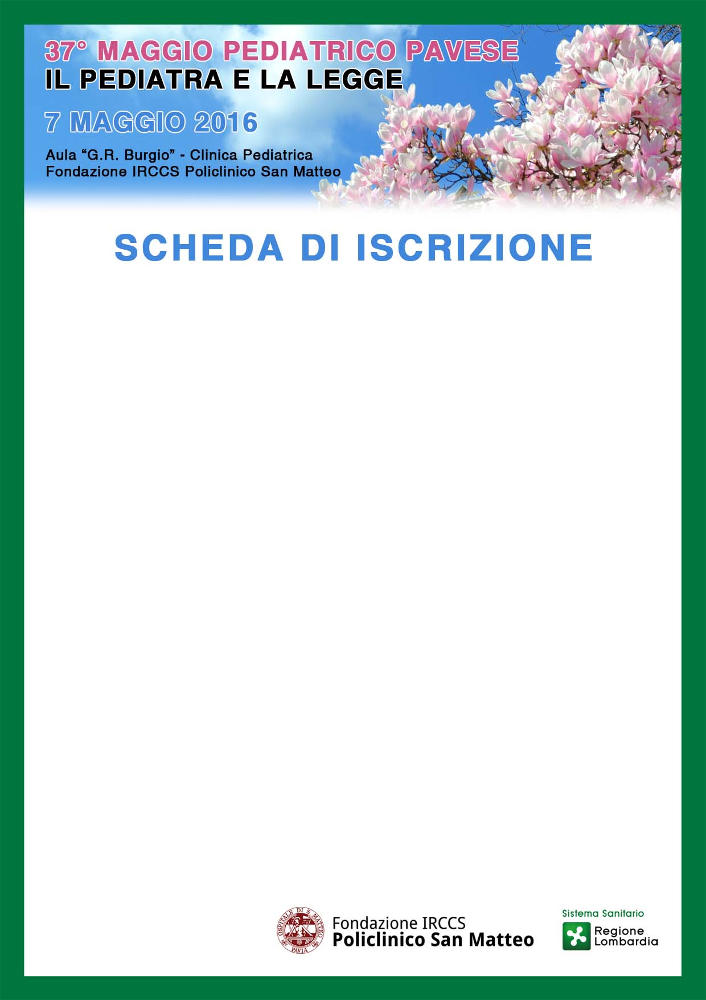 37° MAGGIO PEDIATRICO PAVESE
IL PEDIATRA E LA LEGGE
7 MAGGIO 2016
Aula “G.R. Burgio” - Clinica Pediatrica
Fondazione IRCCS Policlinico San Matteo
SCHEDA DI ISCRIZIONE
OSPEDALE DI S. MATTEO
PAVIA
Fondazione IRCCS
Policlinico San Matteo
Sistema Sanitario
Regione
Lombardia